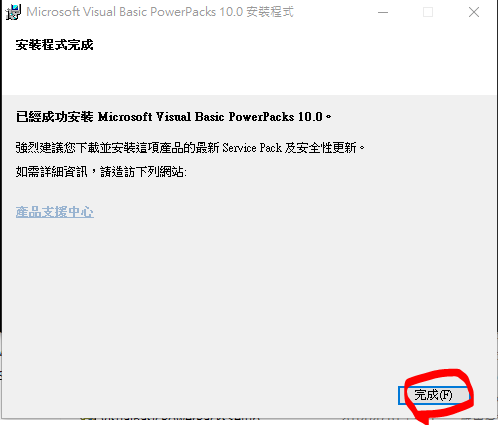 Microsoft Visual Basic PowerPacks 10.0 安裝程式
安裝程式完成
已經成功安裝 Microsoft Visual Basic PowerPacks 10.0。
強烈建議您下載並安裝這項產品的最新 Service Pack 及安全性更新。
如需詳細資訊，請造訪下列網站:
產品支援中心
完成(F)